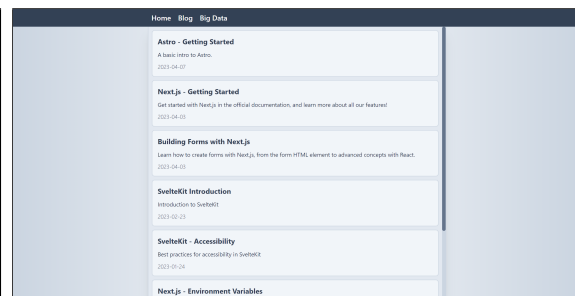 Home Blog Big Data
Astro - Getting Started
A basic intro to Astro.
2023-04-07
Next.js - Getting Started
Get started with Next.js in the official documentation, and learn more about all our features!
2023-04-03
Building Forms with Next.js
Learn how to create forms with Next.js, from the form HTML element to advanced concepts with React.
2023-04-03
SvelteKit Introduction
Introduction to SvelteKit
2023-02-23
SvelteKit - Accessibility
Best practices for accessibility in SvelteKit
2023-01-24
Next.js - Environment Variables